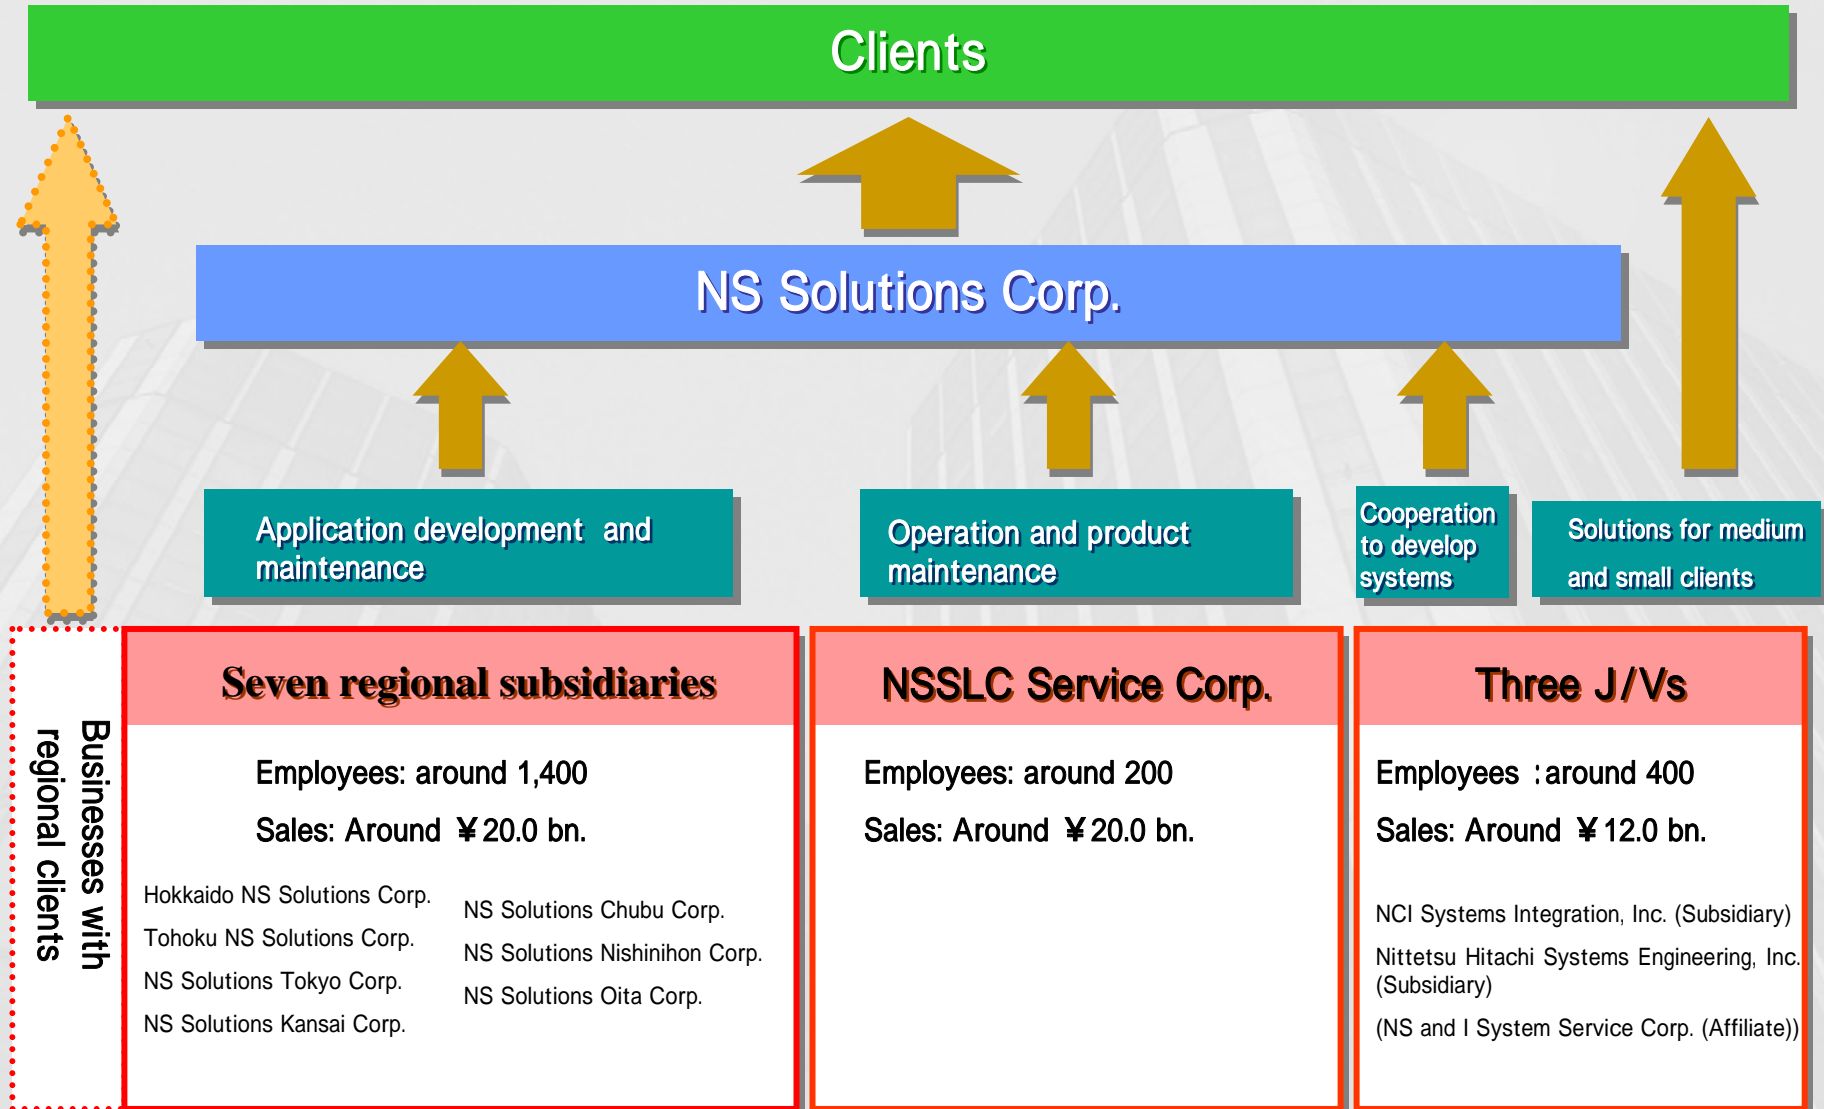 Clients
NS Solutions Corp.
Application development and
maintenance
Operation and product
maintenance
Cooperation
to develop
systems
Solutions for medium
and small clients
Businesses with
regional clients
Seven regional subsidiaries
Employees: around 1,400
Sales: Around ¥20.0 bn.
Hokkaido NS Solutions Corp.
Tohoku NS Solutions Corp.
NS Solutions Tokyo Corp.
NS Solutions Kansai Corp.
NS Solutions Chubu Corp.
NS Solutions Nishinihon Corp.
NS Solutions Oita Corp.
NSSLC Service Corp.
Employees: around 200
Sales: Around ¥20.0 bn.
Three J/Vs
Employees :around 400
Sales: Around ¥12.0 bn.
NCI Systems Integration, Inc. (Subsidiary)
Nittetsu Hitachi Systems Engineering, Inc.
(Subsidiary)
(NS and I System Service Corp. (Affiliate))